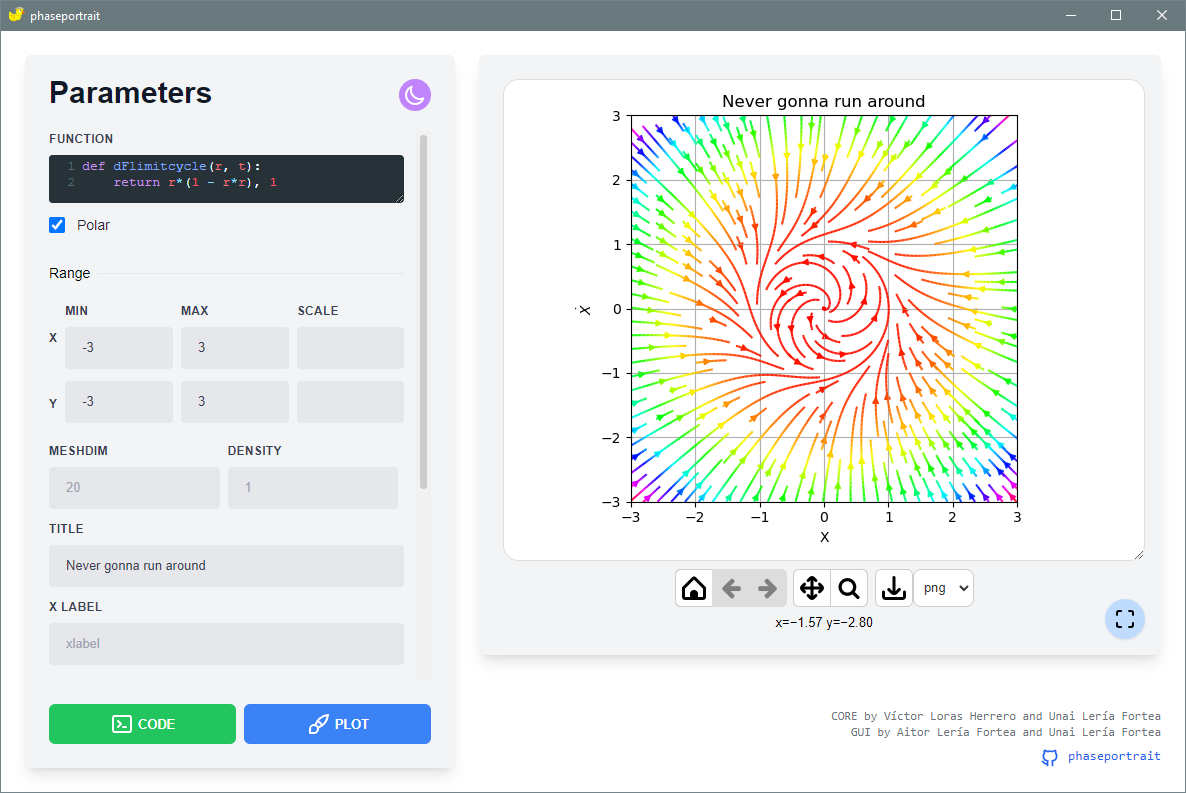 phaseportrait
Parameters
FUNCTION
1 def dFlimitcycle(r, t):
2 return r*(1 - r*r), 1
Polar
Range
MIN MAX SCALE
X -3 3
Y -3 3
MESHDIM DENSITY
20 1
TITLE
Never gonna run around
X LABEL
xlabel
CODE PLOT
Never gonna run around
3
2
1
0
−1
−2
−3
Ẋ
−3 −2 −1 0 1 2 3
X
png
x=−1.57 y=−2.80
CORE by Víctor Loras Herrero and Unai Lería Fortea
GUI by Aitor Lería Fortea and Unai Lería Fortea
phaseportrait